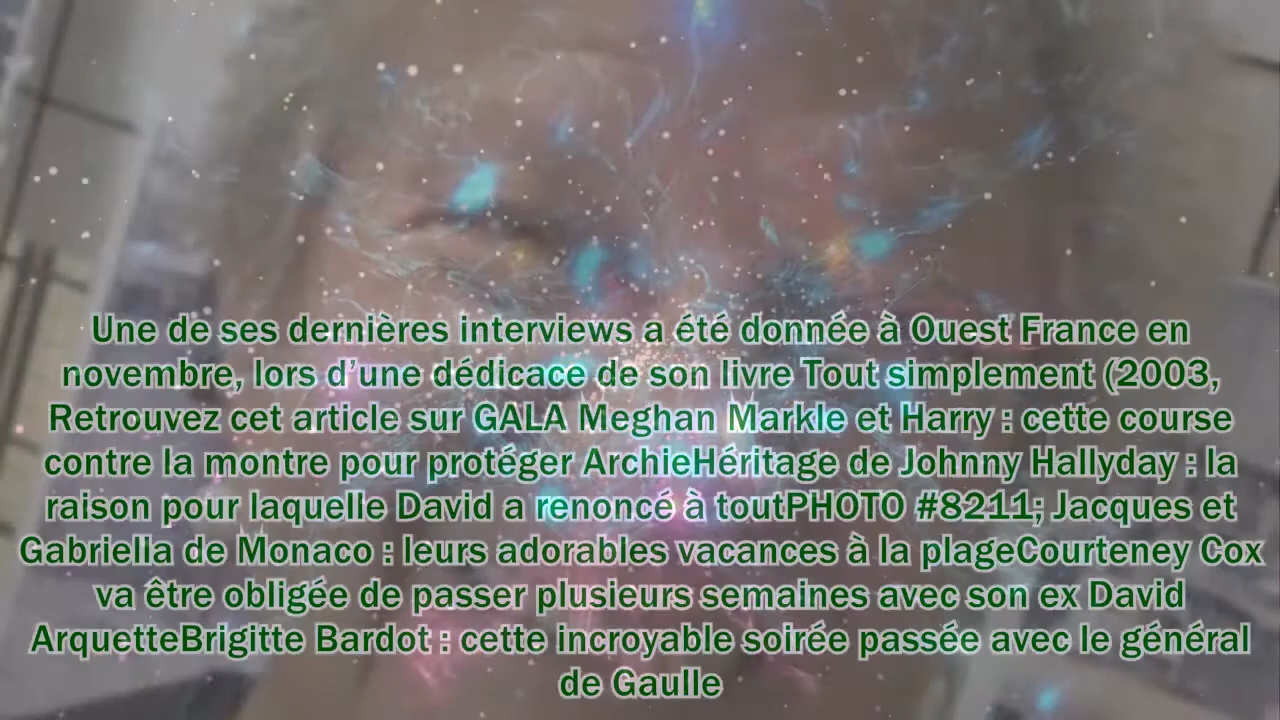 Une de ses dernières interviews a été donnée à Ouest France en
novembre, lors d’une dédicace de son livre Tout simplement (2003,
Retrouvez cet article sur GALA Meghan Markle et Harry : cette course
contre la montre pour protéger ArchieHéritage de Johnny Hallyday : la
raison pour laquelle David a renoncé à toutPHOTO #8211; Jacques et
Gabriella de Monaco : leurs adorables vacances à la plageCourteney Cox
va être obligée de passer plusieurs semaines avec son ex David
ArquetteBrigitte Bardot : cette incroyable soirée passée avec le général
de Gaulle